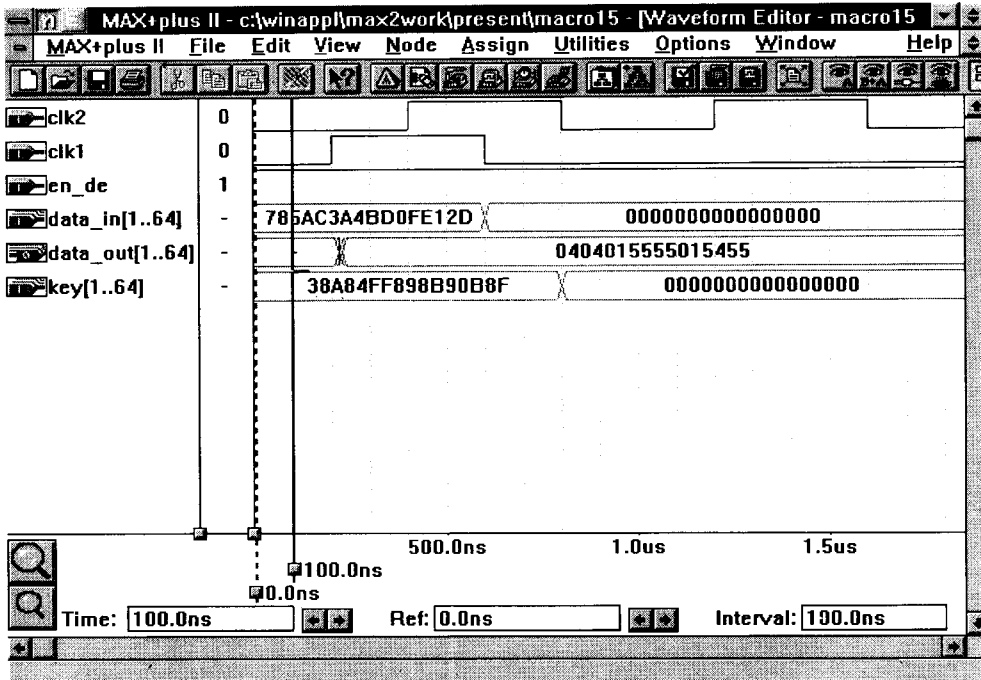 MAX+plus II - c:\winappl\max2work\present\macro15 - [Waveform Editor - macro15
MAX+plus II File Edit View Node Assign Utilities Options Window Help
clk2 0
clk1 0
en_de 1
data_in[1..64] - 785AC3A4BD0FE12D 0000000000000000
data_out[1..64] - 0404015555015455
key[1..64] - 38A84FF898B90B8F 0000000000000000
500.0ns 1.0us 1.5us
100.0ns
0.0ns
Time: 100.0ns Ref: 0.0ns Interval: 100.0ns